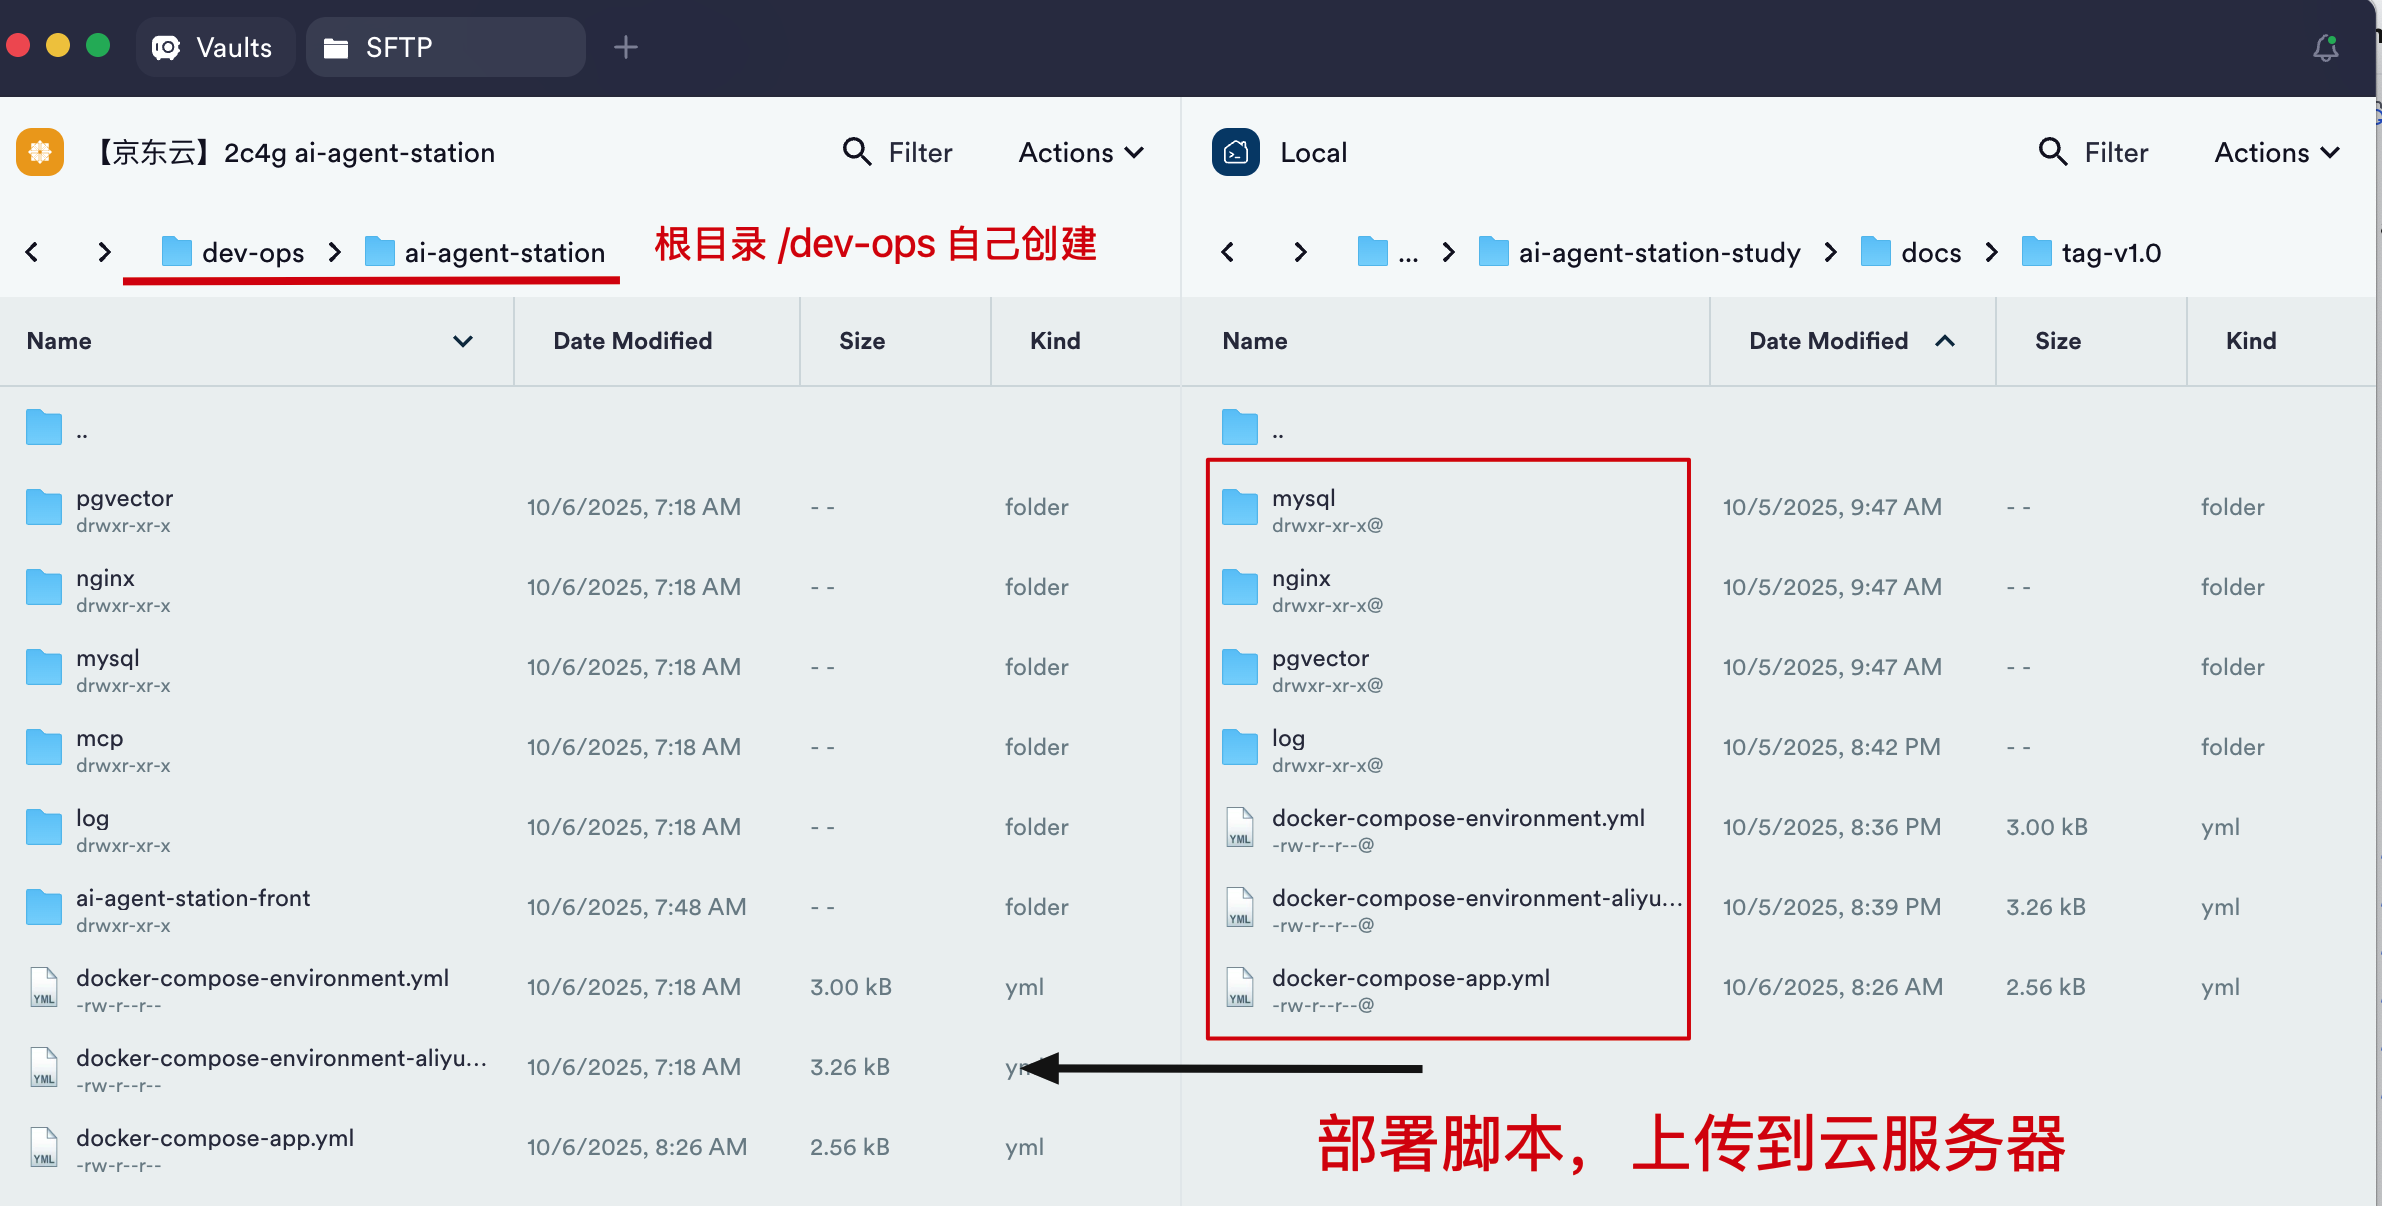 Vaults
SFTP
【京东云】2c4g ai-agent-station
Filter
Actions
dev-ops
ai-agent-station
根目录 /dev-ops 自己创建
Name
Date Modified
Size
Kind
..
pgvector
10/6/2025, 7:18 AM
- -
folder
drwxr-xr-x
nginx
10/6/2025, 7:18 AM
- -
folder
drwxr-xr-x
mysql
10/6/2025, 7:18 AM
- -
folder
drwxr-xr-x
mcp
10/6/2025, 7:18 AM
- -
folder
drwxr-xr-x
log
10/6/2025, 7:18 AM
- -
folder
drwxr-xr-x
ai-agent-station-front
10/6/2025, 7:48 AM
- -
folder
drwxr-xr-x
YML
docker-compose-environment.yml
10/6/2025, 7:18 AM
3.00 kB
yml
-rw-r--r--
YML
docker-compose-environment-aliyu...
10/6/2025, 7:18 AM
3.26 kB
-rw-r--r--
YML
docker-compose-app.yml
10/6/2025, 8:26 AM
2.56 kB
yml
-rw-r--r--
Local
Filter
Actions
...
ai-agent-station-study
docs
tag-v1.0
Name
Date Modified
Size
Kind
..
mysql
10/5/2025, 9:47 AM
- -
folder
drwxr-xr-x@
nginx
10/5/2025, 9:47 AM
- -
folder
drwxr-xr-x@
pgvector
10/5/2025, 9:47 AM
- -
folder
drwxr-xr-x@
log
10/5/2025, 8:42 PM
- -
folder
drwxr-xr-x@
YML
docker-compose-environment.yml
10/5/2025, 8:36 PM
3.00 kB
yml
-rw-r--r--@
YML
docker-compose-environment-aliyu...
10/5/2025, 8:39 PM
3.26 kB
yml
-rw-r--r--@
YML
docker-compose-app.yml
10/6/2025, 8:26 AM
2.56 kB
yml
-rw-r--r--@
部署脚本，上传到云服务器